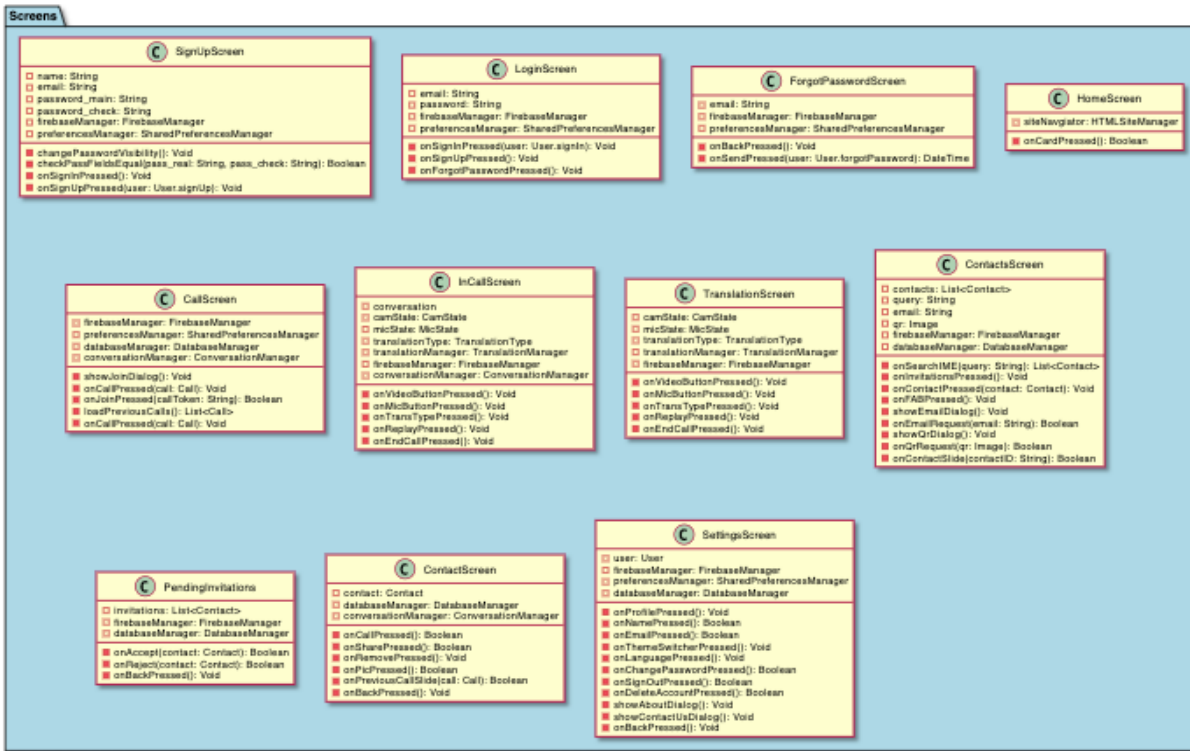 Screens
C SignUpScreen
name: String
email: String
password_main: String
password_check: String
firebaseManager: FirebaseManager
preferencesManager: SharedPreferencesManager
changePasswordVisibility(): Void
checkPassFieldsEqual(pass_real: String, pass_check: String): Boolean
onSignInPressed(): Void
onSignUpPressed(user: User.signUp): Void
C LoginScreen
email: String
password: String
firebaseManager: FirebaseManager
preferencesManager: SharedPreferencesManager
onSignInPressed(user: User.signIn): Void
onSignUpPressed(): Void
onForgotPasswordPressed(): Void
C ForgotPasswordScreen
email: String
firebaseManager: FirebaseManager
preferencesManager: SharedPreferencesManager
onBackPressed(): Void
onSendPressed(user: User.forgotPassword): DateTime
C HomeScreen
siteNavgiator: HTMLSiteManager
onCardPressed(): Boolean
C CallScreen
firebaseManager: FirebaseManager
preferencesManager: SharedPreferencesManager
databaseManager: DatabaseManager
conversationManager: ConversationManager
showJoinDialog(): Void
onCallPressed(call: Call): Void
onJoinPressed(callToken: String): Boolean
loadPreviousCalls(): List<Call>
onCallPressed(call: Call): Void
C InCallScreen
conversation
camState: CamState
micState: MicState
translationType: TranslationType
translationManager: TranslationManager
firebaseManager: FirebaseManager
conversationManager: ConversationManager
onVideoButtonPressed(): Void
onMicButtonPressed(): Void
onTransTypePressed(): Void
onReplayPressed(): Void
onEndCallPressed(): Void
C TranslationScreen
camState: CamState
micState: MicState
translationType: TranslationType
translationManager: TranslationManager
firebaseManager: FirebaseManager
onVideoButtonPressed(): Void
onMicButtonPressed(): Void
onTransTypePressed(): Void
onReplayPressed(): Void
onEndCallPressed(): Void
C ContactsScreen
contacts: List<Contact>
query: String
email: String
qr: Image
firebaseManager: FirebaseManager
databaseManager: DatabaseManager
onSearchIME(query: String): List<Contact>
onInvitationsPressed(): Void
onContactPressed(contact: Contact): Void
onFABPressed(): Void
showEmailDialog(): Void
onEmailRequest(email: String): Boolean
showQrDialog(): Void
onQrRequest(qr: Image): Boolean
onContactSlide(contactID: String): Boolean
C PendingInvitations
invitations: List<Contact>
firebaseManager: FirebaseManager
databaseManager: DatabaseManager
onAccept(contact: Contact): Boolean
onReject(contact: Contact): Boolean
onBackPressed(): Void
C ContactScreen
contact: Contact
databaseManager: DatabaseManager
conversationManager: ConversationManager
onCallPressed(): Boolean
onSharePressed(): Boolean
onRemovePressed(): Void
onPicPressed(): Boolean
onPreviousCallSlide(call: Call): Boolean
onBackPressed(): Void
C SettingsScreen
user: User
firebaseManager: FirebaseManager
preferencesManager: SharedPreferencesManager
databaseManager: DatabaseManager
onProfilePressed(): Void
onNamePressed(): Boolean
onEmailPressed(): Boolean
onThemeSwitcherPressed(): Void
onLanguagePressed(): Void
onChangePasswordPressed(): Boolean
onSignOutPressed(): Boolean
onDeleteAccountPressed(): Boolean
showAboutDialog(): Void
showContactUsDialog(): Void
onBackPressed(): Void